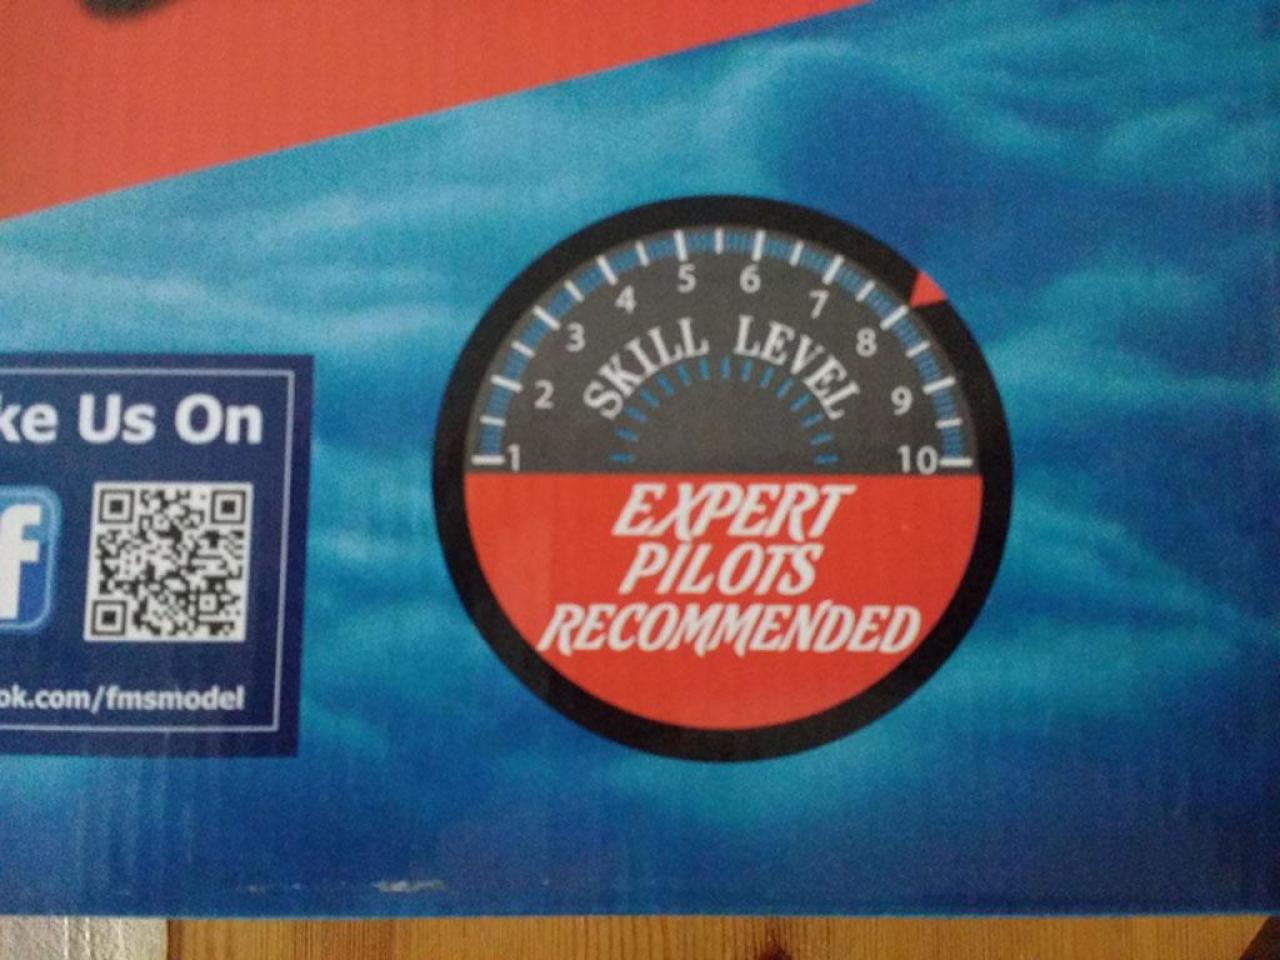 ke Us On
f
ok.com/fmsmodel
1 2 3 4 5 6 7 8 9 10
SKILL LEVEL
EXPERT
PILOTS
RECOMMENDED